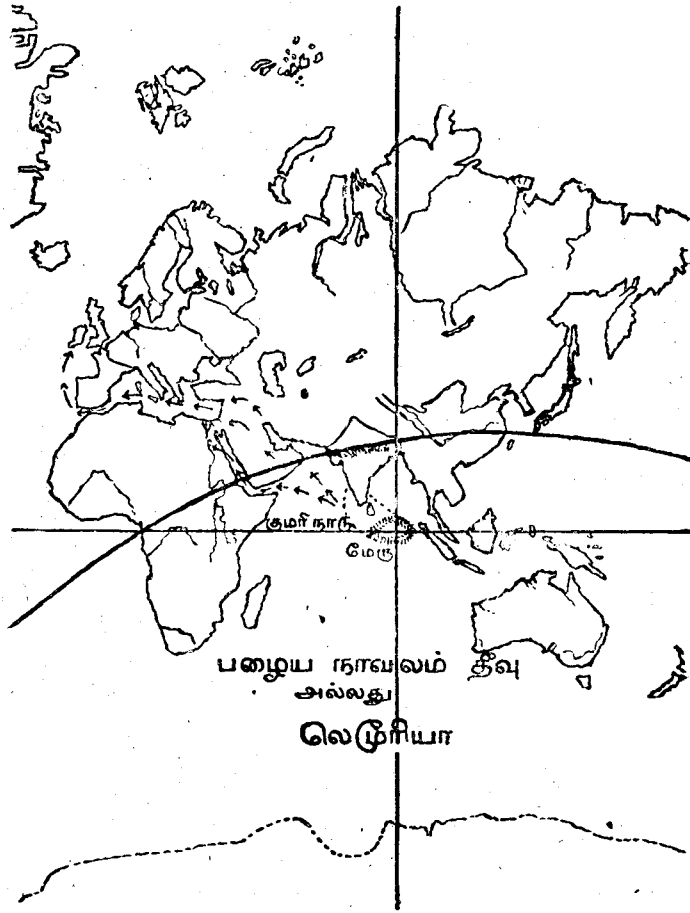 குமரிநாடு
மேரு
பழைய நாவலம் தீவு
அல்லது
லெமூரியா